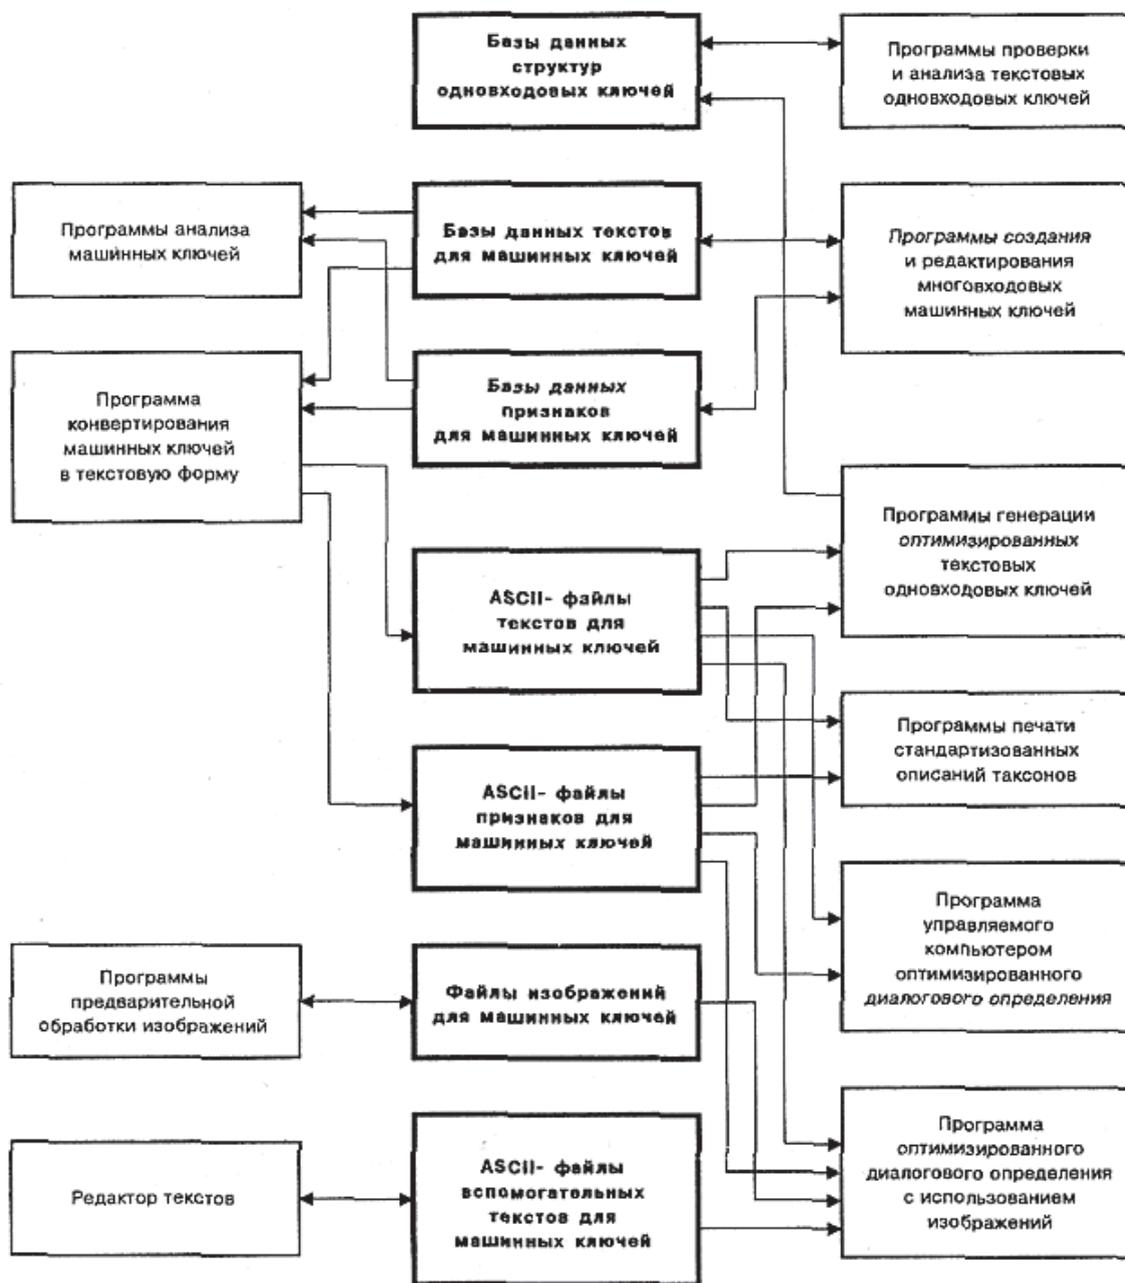 Базы данных
структур
одновходовых ключей
Программы проверки
и анализа текстовых
одновходовых ключей
Программы анализа
машинных ключей
Базы данных текстов
для машинных ключей
Программы создания
и редактирования
многовходовых
машинных ключей
Программа
конвертирования
машинных ключей
в текстовую форму
Базы данных
признаков
для машинных ключей
Программы генерации
оптимизированных
текстовых
одновходовых ключей
ASCII- файлы
текстов для
машинных ключей
Программы печати
стандартизованных
описаний таксонов
ASCII- файлы
признаков для
машинных ключей
Программа
управляемого
компьютером
оптимизированного
диалогового определения
Программы
предварительной
обработки изображений
Файлы изображений
для машинных ключей
Программа
оптимизированного
диалогового определения
с использованием
изображений
Редактор текстов
ASCII- файлы
вспомогательных
текстов для
машинных ключей